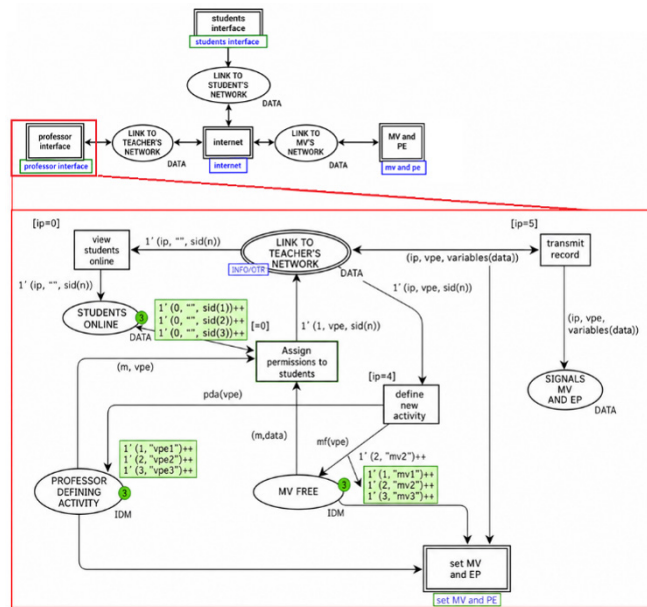 students
interface
students interface
LINK TO
STUDENT'S
NETWORK
DATA
professor
interface
professor interface
LINK TO
TEACHER'S
NETWORK
DATA
internet
internet
LINK TO
MV'S
NETWORK
DATA
MV and
PE
mv and pe
[ip=0]
view
students
online
1' (ip, "", sid(n))
LINK TO
TEACHER'S
NETWORK
INFO/OTR
DATA
[ip=5]
transmit
record
(ip, vpe, variables(data))
1' (ip, "", sid(n))
1' (ip, vpe, sid(n))
(ip, vpe,
variables(data))
STUDENTS
ONLINE
3
DATA
1' (0, "", sid(1))++
1' (0, "", sid(2))++
1' (0, "", sid(3))++
1' (1, vpe, sid(n))
[=0]
Assign
permissions to
students
(m, vpe)
[ip=4]
define
new
activity
pda(vpe)
SIGNALS
MV
AND EP
DATA
(m,data)
mf(vpe)
1' (2, "mv2")++
1' (1, "vpe1")++
1' (2, "vpe2")++
1' (3, "vpe3")++
1' (1, "mv1")++
1' (2, "mv2")++
1' (3, "mv3")++
PROFESSOR
DEFINING
ACTIVITY
3
IDM
MV FREE
3
IDM
set MV
and EP
set MV and PE